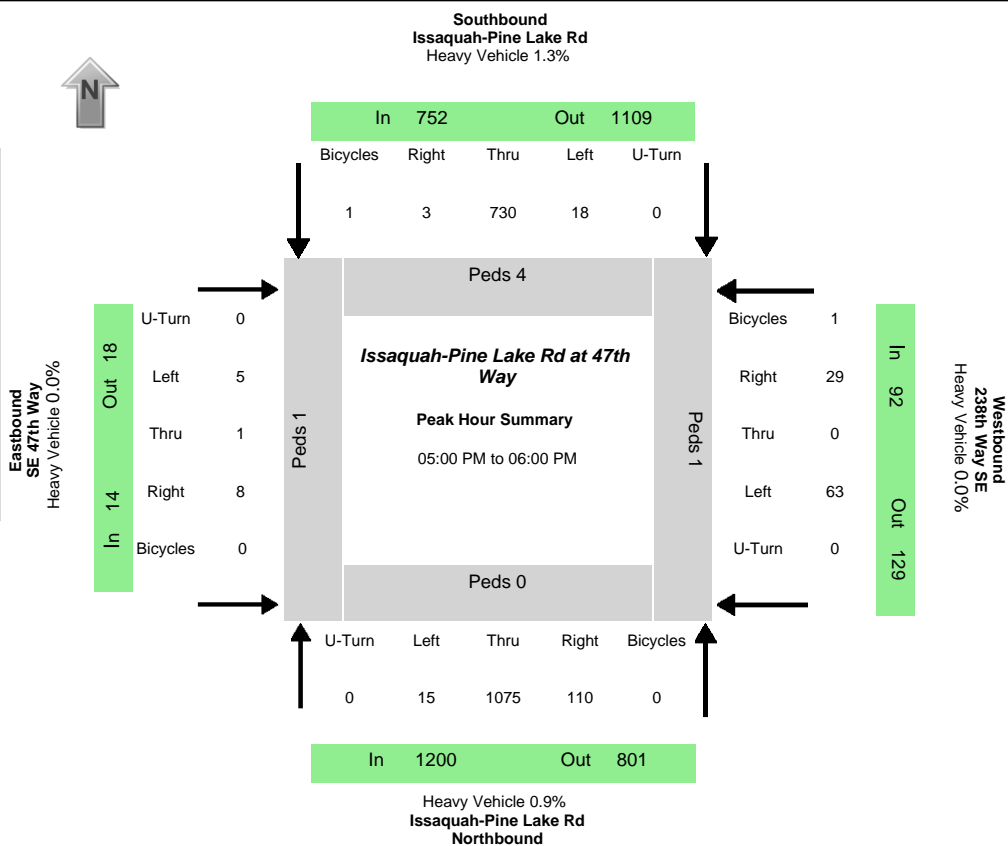 Southbound
Issaquah-Pine Lake Rd
Heavy Vehicle 1.3%
N
In 752 Out 1109
Bicycles Right Thru Left U-Turn
1 3 730 18 0
Peds 4
Eastbound
SE 47th Way
Heavy Vehicle 0.0%
Out 18
In 14
U-Turn 0
Left 5
Thru 1
Right 8
Bicycles 0
Peds 1
Issaquah-Pine Lake Rd at 47th
Way
Peak Hour Summary
05:00 PM to 06:00 PM
Peds 1
Bicycles 1
Right 29
Thru 0
Left 63
U-Turn 0
In 92
Out 129
Westbound
238th Way SE
Heavy Vehicle 0.0%
Peds 0
U-Turn Left Thru Right Bicycles
0 15 1075 110 0
In 1200 Out 801
Heavy Vehicle 0.9%
Issaquah-Pine Lake Rd
Northbound